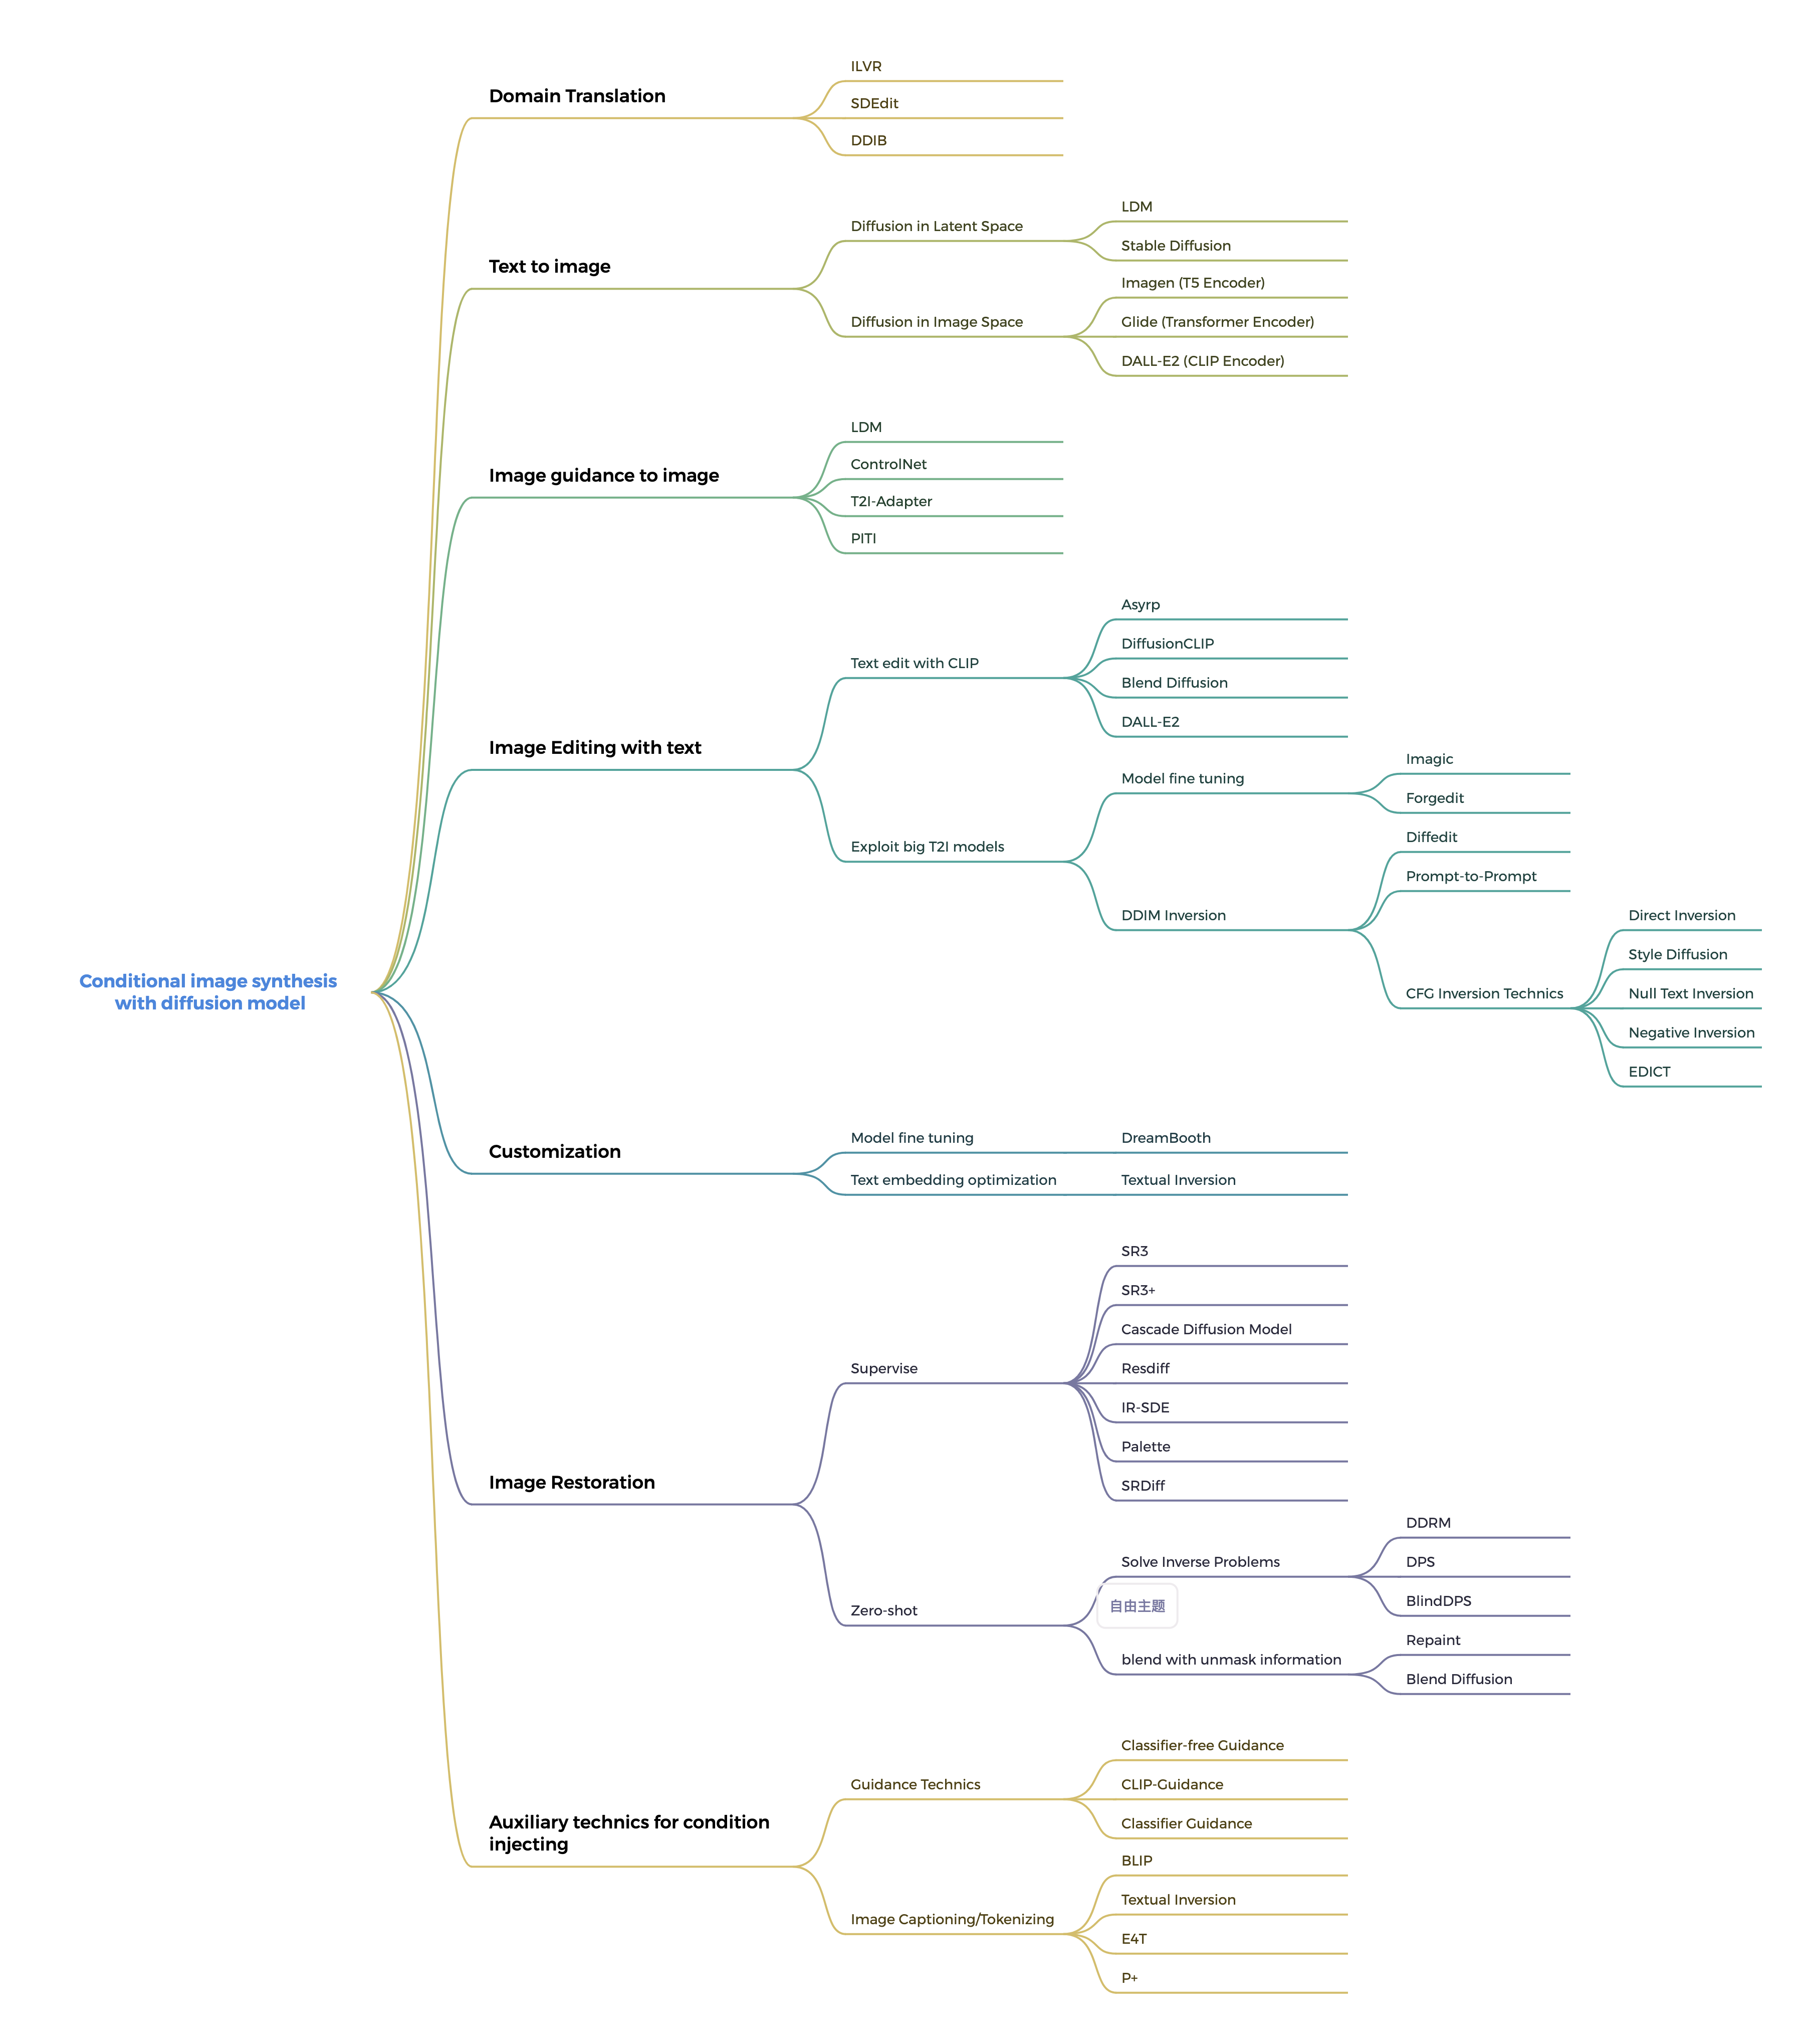 Conditional image synthesis
with diffusion model
Domain Translation
ILVR
SDEdit
DDIB
Text to image
Diffusion in Latent Space
LDM
Stable Diffusion
Diffusion in Image Space
Imagen (T5 Encoder)
Glide (Transformer Encoder)
DALL-E2 (CLIP Encoder)
Image guidance to image
LDM
ControlNet
T2I-Adapter
PITI
Image Editing with text
Text edit with CLIP
Asyrp
DiffusionCLIP
Blend Diffusion
DALL-E2
Exploit big T2I models
Model fine tuning
Imagic
Forgedit
DDIM Inversion
Diffedit
Prompt-to-Prompt
CFG Inversion Technics
Direct Inversion
Style Diffusion
Null Text Inversion
Negative Inversion
EDICT
Customization
Model fine tuning
DreamBooth
Text embedding optimization
Textual Inversion
Image Restoration
Supervise
SR3
SR3+
Cascade Diffusion Model
Resdiff
IR-SDE
Palette
SRDiff
Zero-shot
Solve Inverse Problems
DDRM
DPS
BlindDPS
自由主题
blend with unmask information
Repaint
Blend Diffusion
Auxiliary technics for condition
injecting
Guidance Technics
Classifier-free Guidance
CLIP-Guidance
Classifier Guidance
Image Captioning/Tokenizing
BLIP
Textual Inversion
E4T
P+